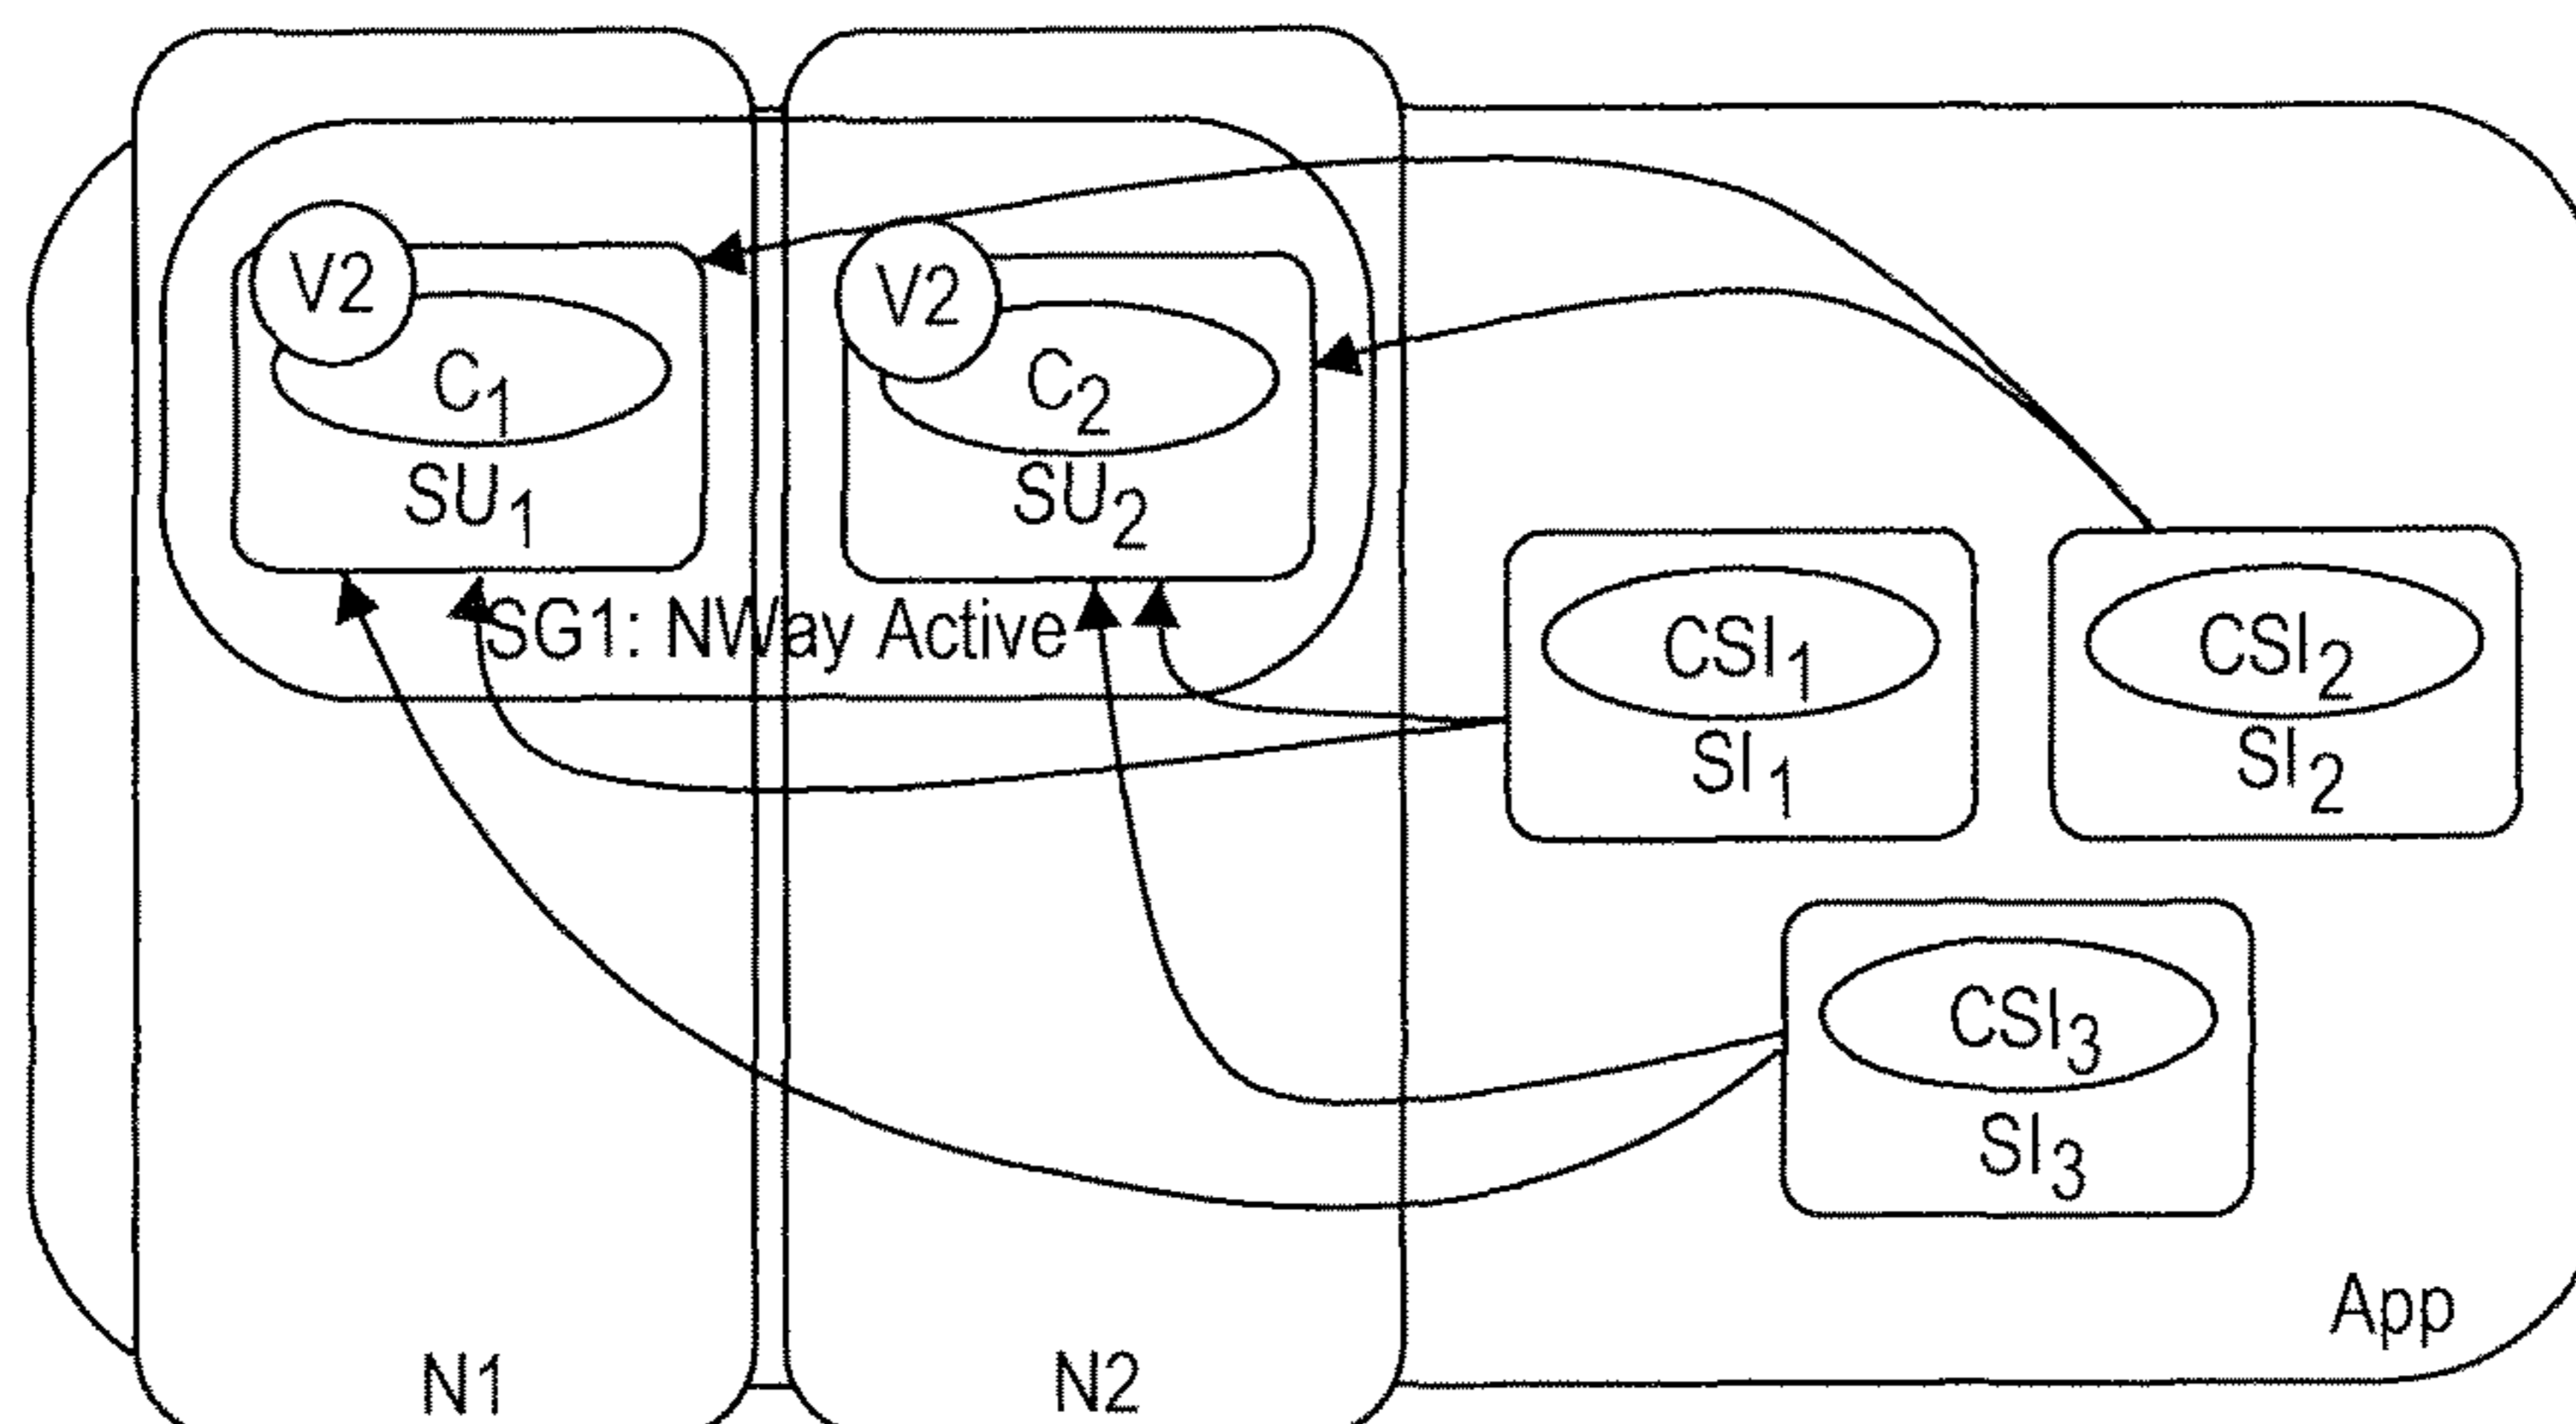 V2
C1
SU1
V2
C2
SU2
SG1: NWay Active
CSI1
SI1
CSI2
SI2
CSI3
SI3
App
N1
N2